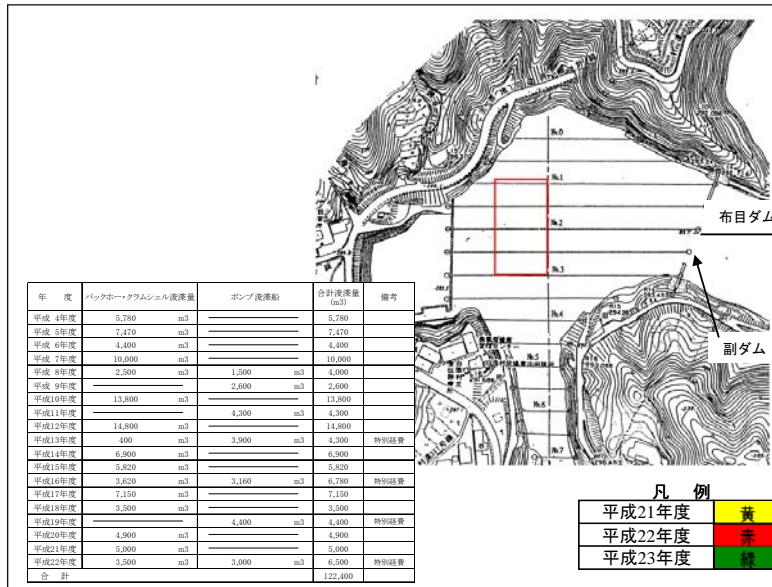 年 度 バックホー・クラムシェル浚渫量 ポンプ浚渫船 合計浚渫量(m3) 備考
平成 4年度 5,780 m3 5,780
平成 5年度 7,470 m3 7,470
平成 6年度 4,400 m3 4,400
平成 7年度 10,000 m3 10,000
平成 8年度 2,500 m3 1,500 m3 4,000
平成 9年度 2,600 m3 2,600
平成10年度 13,800 m3 13,800
平成11年度 4,300 m3 4,300
平成12年度 14,800 m3 14,800
平成13年度 400 m3 3,900 m3 4,300 特別経費
平成14年度 6,900 m3 6,900
平成15年度 5,820 m3 5,820
平成16年度 3,620 m3 3,160 m3 6,780 特別経費
平成17年度 7,150 m3 7,150
平成18年度 3,500 m3 3,500
平成19年度 4,400 m3 4,400 特別経費
平成20年度 4,900 m3 4,900
平成21年度 5,000 m3 5,000
平成22年度 3,500 m3 3,000 m3 6,500 特別経費
合 計 122,400
№0
№1
№2
№3
№4
№5
№6
№7
布目ダム
副ダム
凡 例
平成21年度 黄
平成22年度 赤
平成23年度 緑